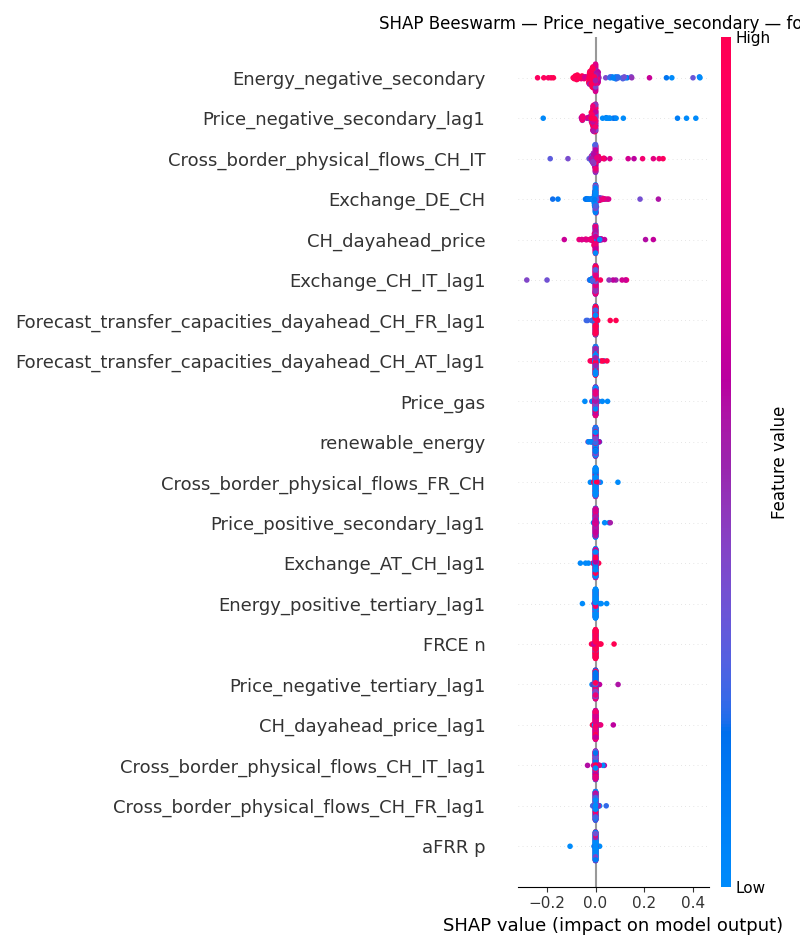 SHAP Beeswarm — Price_negative_secondary — fo
High
Energy_negative_secondary
Price_negative_secondary_lag1
Cross_border_physical_flows_CH_IT
Exchange_DE_CH
CH_dayahead_price
Exchange_CH_IT_lag1
Forecast_transfer_capacities_dayahead_CH_FR_lag1
Forecast_transfer_capacities_dayahead_CH_AT_lag1
Price_gas
renewable_energy
Cross_border_physical_flows_FR_CH
Price_positive_secondary_lag1
Exchange_AT_CH_lag1
Energy_positive_tertiary_lag1
FRCE n
Price_negative_tertiary_lag1
CH_dayahead_price_lag1
Cross_border_physical_flows_CH_IT_lag1
Cross_border_physical_flows_CH_FR_lag1
aFRR p
Feature value
Low
−0.2 0.0 0.2 0.4
SHAP value (impact on model output)